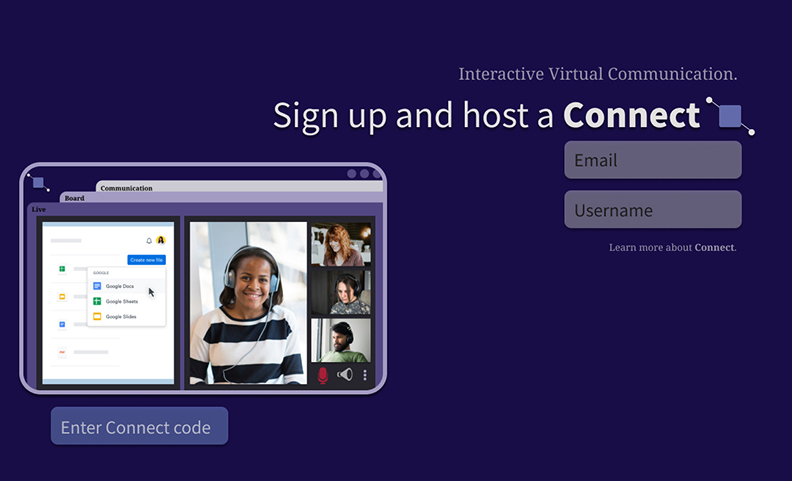 Interactive Virtual Communication.
Sign up and host a Connect
Email
Username
Learn more about Connect.
Communication
Board
Live
Create new file
GOOGLE
Google Docs
Google Sheets
Google Slides
Enter Connect code